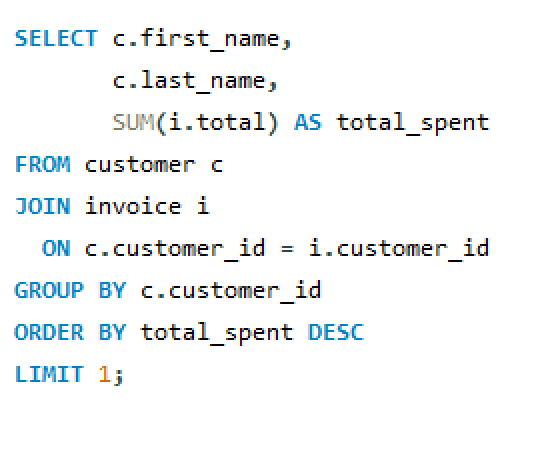 SELECT c.first_name,
       c.last_name,
       SUM(i.total) AS total_spent
FROM customer c
JOIN invoice i
  ON c.customer_id = i.customer_id
GROUP BY c.customer_id
ORDER BY total_spent DESC
LIMIT 1;